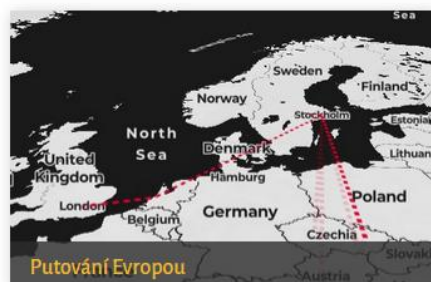 Sea
Sweden
Finland
Norway
Stockholm
Estonia
North
Sea
United
Kingdom
Denmark
Lithuan
Hamburg
London
Belgium
Germany
Poland
Czechia
Slovak
Putování Evropou
France
Austria